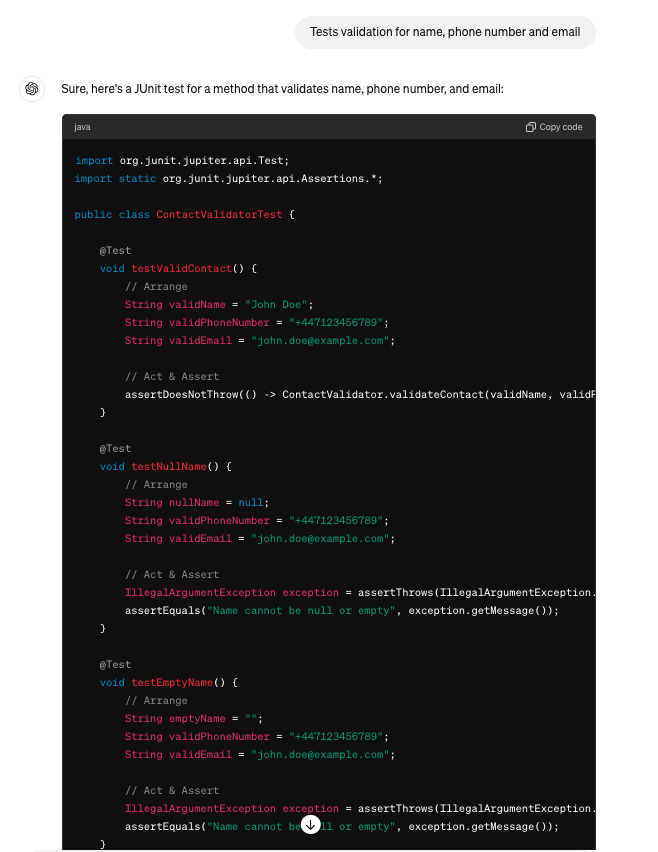 Tests validation for name, phone number and email
Sure, here's a JUnit test for a method that validates name, phone number, and email:
java
Copy code
import org.junit.jupiter.api.Test;
import static org.junit.jupiter.api.Assertions.*;
public class ContactValidatorTest {
@Test
void testValidContact() {
// Arrange
String validName = "John Doe";
String validPhoneNumber = "+447123456789";
String validEmail = "john.doe@example.com";
// Act & Assert
assertDoesNotThrow(() -> ContactValidator.validateContact(validName, valid
}
@Test
void testNullName() {
// Arrange
String nullName = null;
String validPhoneNumber = "+447123456789";
String validEmail = "john.doe@example.com";
// Act & Assert
IllegalArgumentException exception = assertThrows(IllegalArgumentException.
assertEquals("Name cannot be null or empty", exception.getMessage());
}
@Test
void testEmptyName() {
// Arrange
String emptyName = "";
String validPhoneNumber = "+447123456789";
String validEmail = "john.doe@example.com";
// Act & Assert
IllegalArgumentException exception = assertThrows(IllegalArgumentException.
assertEquals("Name cannot be ll or empty", exception.getMessage());
}